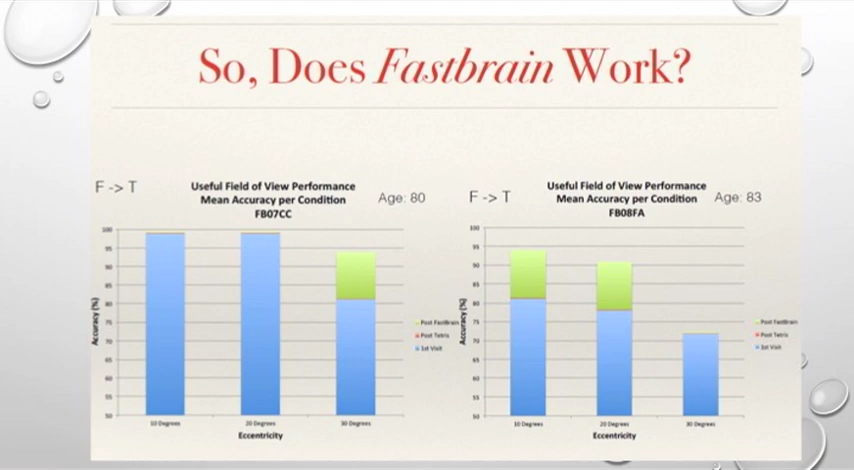 So, Does Fastbrain Work?
F -> T
Useful Field of View Performance
Mean Accuracy per Condition
FB07CC
Age: 80
100
95
90
85
80
75
70
65
60
55
50
Accuracy (%)
10 Degrees
20 Degrees
30 Degrees
Eccentricity
Post FastBrain
Post Tetris
1st Visit
F -> T
Useful Field of View Performance
Mean Accuracy per Condition
FB08FA
Age: 83
100
95
90
85
80
75
70
65
60
55
50
Accuracy (%)
10 Degrees
20 Degrees
30 Degrees
Eccentricity
Post FastBrain
Post Tetris
1st Visit